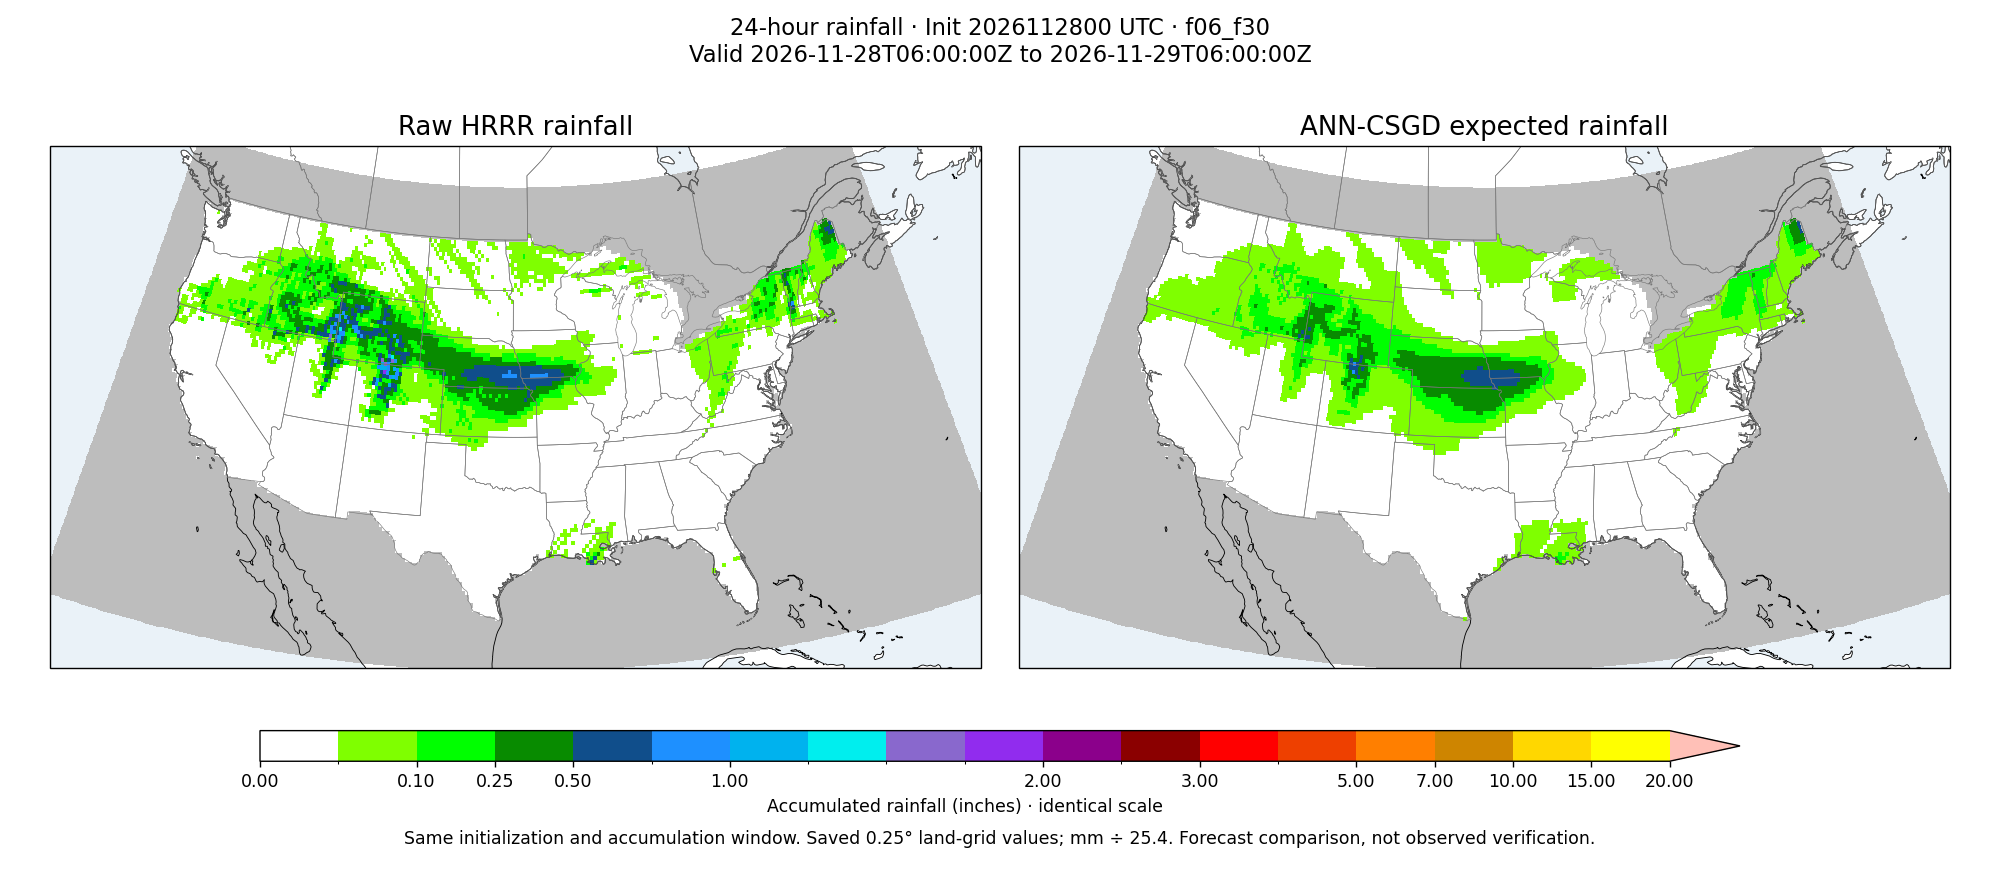 24-hour rainfall · Init 2026112800 UTC · f06_f30
Valid 2026-11-28T06:00:00Z to 2026-11-29T06:00:00Z
Raw HRRR rainfall
ANN-CSGD expected rainfall
0.00 0.10 0.25 0.50 1.00 2.00 3.00 5.00 7.00 10.00 15.00 20.00
Accumulated rainfall (inches) · identical scale
Same initialization and accumulation window. Saved 0.25° land-grid values; mm ÷ 25.4. Forecast comparison, not observed verification.